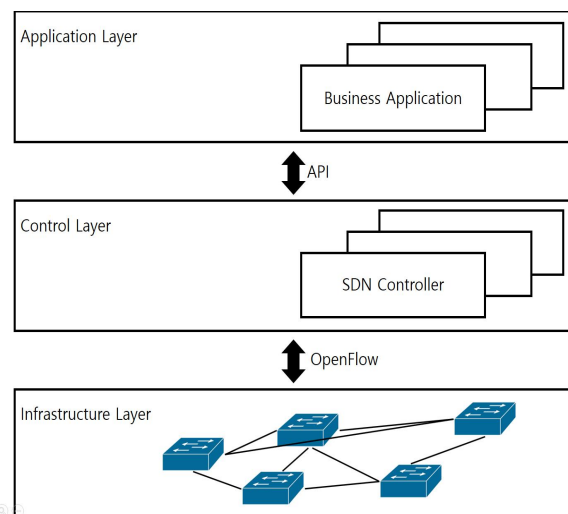 Application Layer
Business Application
API
Control Layer
SDN Controller
OpenFlow
Infrastructure Layer